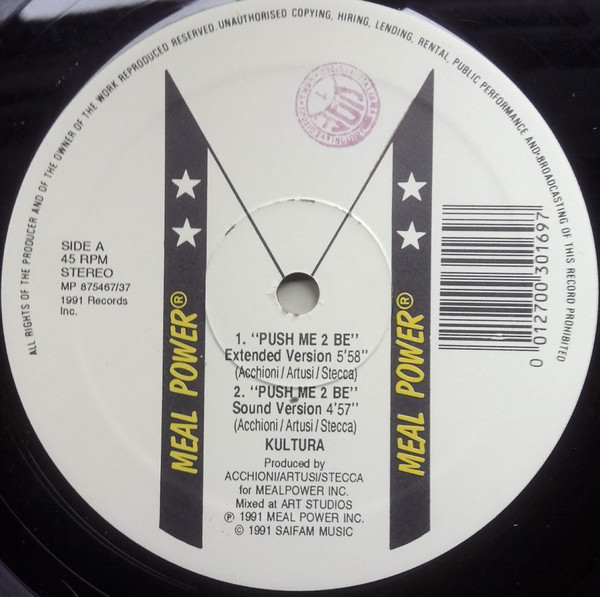 ALL RIGHTS OF THE PRODUCER AND OF THE OWNER OF THE WORK REPRODUCED RESERVED. UNAUTHORISED COPYING, HIRING, LENDING, RENTAL, PUBLIC PERFORMANCE AND BROADCASTING OF THIS RECORD PROHIBITED
SIDE A
45 RPM
STEREO
MP 875467/37
1991 Records
Inc.
MEAL POWER®
MEAL POWER®
0 012700 301697
1. "PUSH ME 2 BE"
Extended Version 5'58"
(Acchioni/Artusi/Stecca)
2. "PUSH ME 2 BE"
Sound Version 4'57"
(Acchioni/Artusi/Stecca)
KULTURA
Produced by
ACCHIONI/ARTUSI/STECCA
for MEALPOWER INC.
Mixed at ART STUDIOS
℗ 1991 MEAL POWER INC.
© 1991 SAIFAM MUSIC